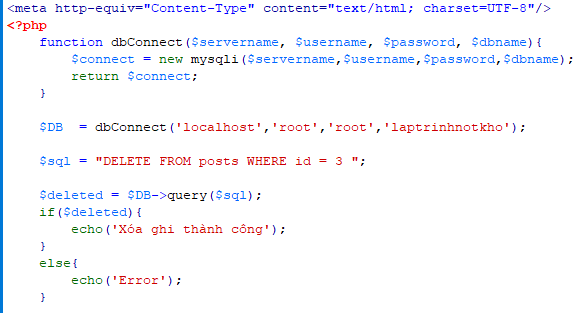 <meta http-equiv="Content-Type" content="text/html; charset=UTF-8"/>
<?php
function dbConnect($servername, $username, $password, $dbname){
$connect = new mysqli($servername,$username,$password,$dbname);
return $connect;
}
$DB  = dbConnect('localhost','root','root','laptrinhnotkho');
$sql = "DELETE FROM posts WHERE id = 3 ";
$deleted = $DB->query($sql);
if($deleted){
echo('Xóa ghi thành công');
}
else{
echo('Error');
}